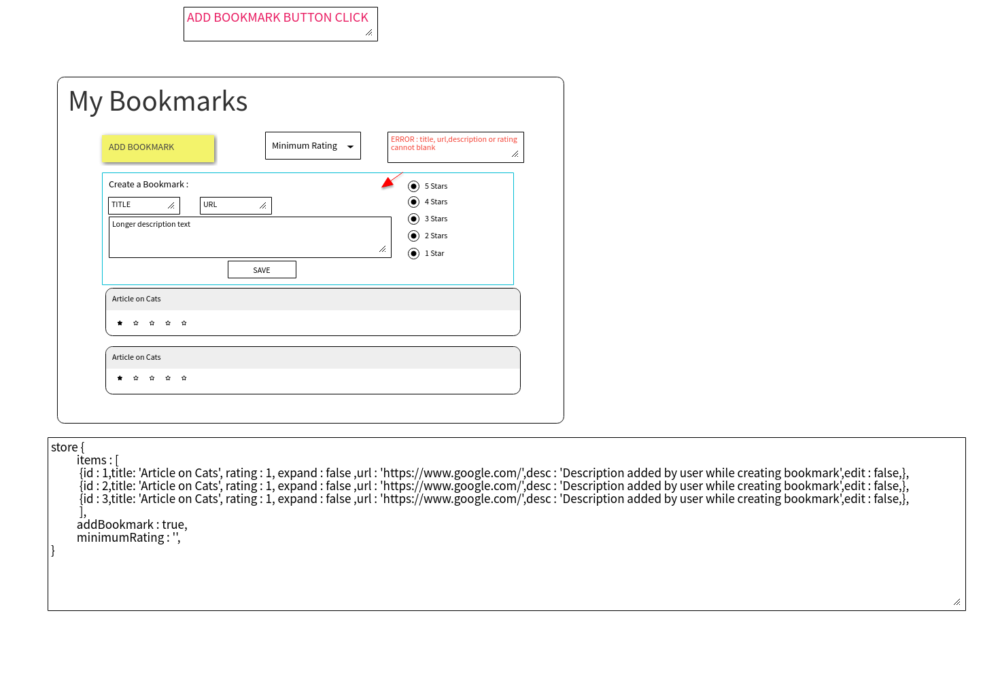 ADD BOOKMARK BUTTON CLICK
My Bookmarks
ADD BOOKMARK
Minimum Rating
ERROR : title, url,description or rating
cannot blank
Create a Bookmark :
TITLE
URL
Longer description text
SAVE
5 Stars
4 Stars
3 Stars
2 Stars
1 Star
Article on Cats
Article on Cats
store {
items : [
{id : 1,title: 'Article on Cats', rating : 1, expand : false ,url : 'https://www.google.com/',desc : 'Description added by user while creating bookmark',edit : false,},
{id : 2,title: 'Article on Cats', rating : 1, expand : false ,url : 'https://www.google.com/',desc : 'Description added by user while creating bookmark',edit : false,},
{id : 3,title: 'Article on Cats', rating : 1, expand : false ,url : 'https://www.google.com/',desc : 'Description added by user while creating bookmark',edit : false,},
],
addBookmark : true,
minimumRating : '',
}